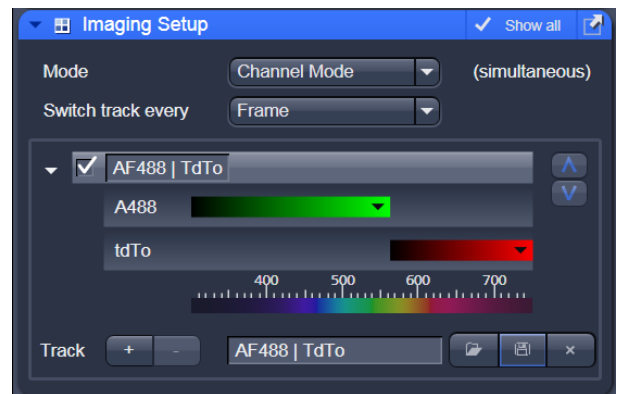 Imaging Setup Show all
Mode Channel Mode (simultaneous)
Switch track every Frame
AF488 | TdTo
A488
tdTo
400 500 600 700
Track + - AF488 | TdTo